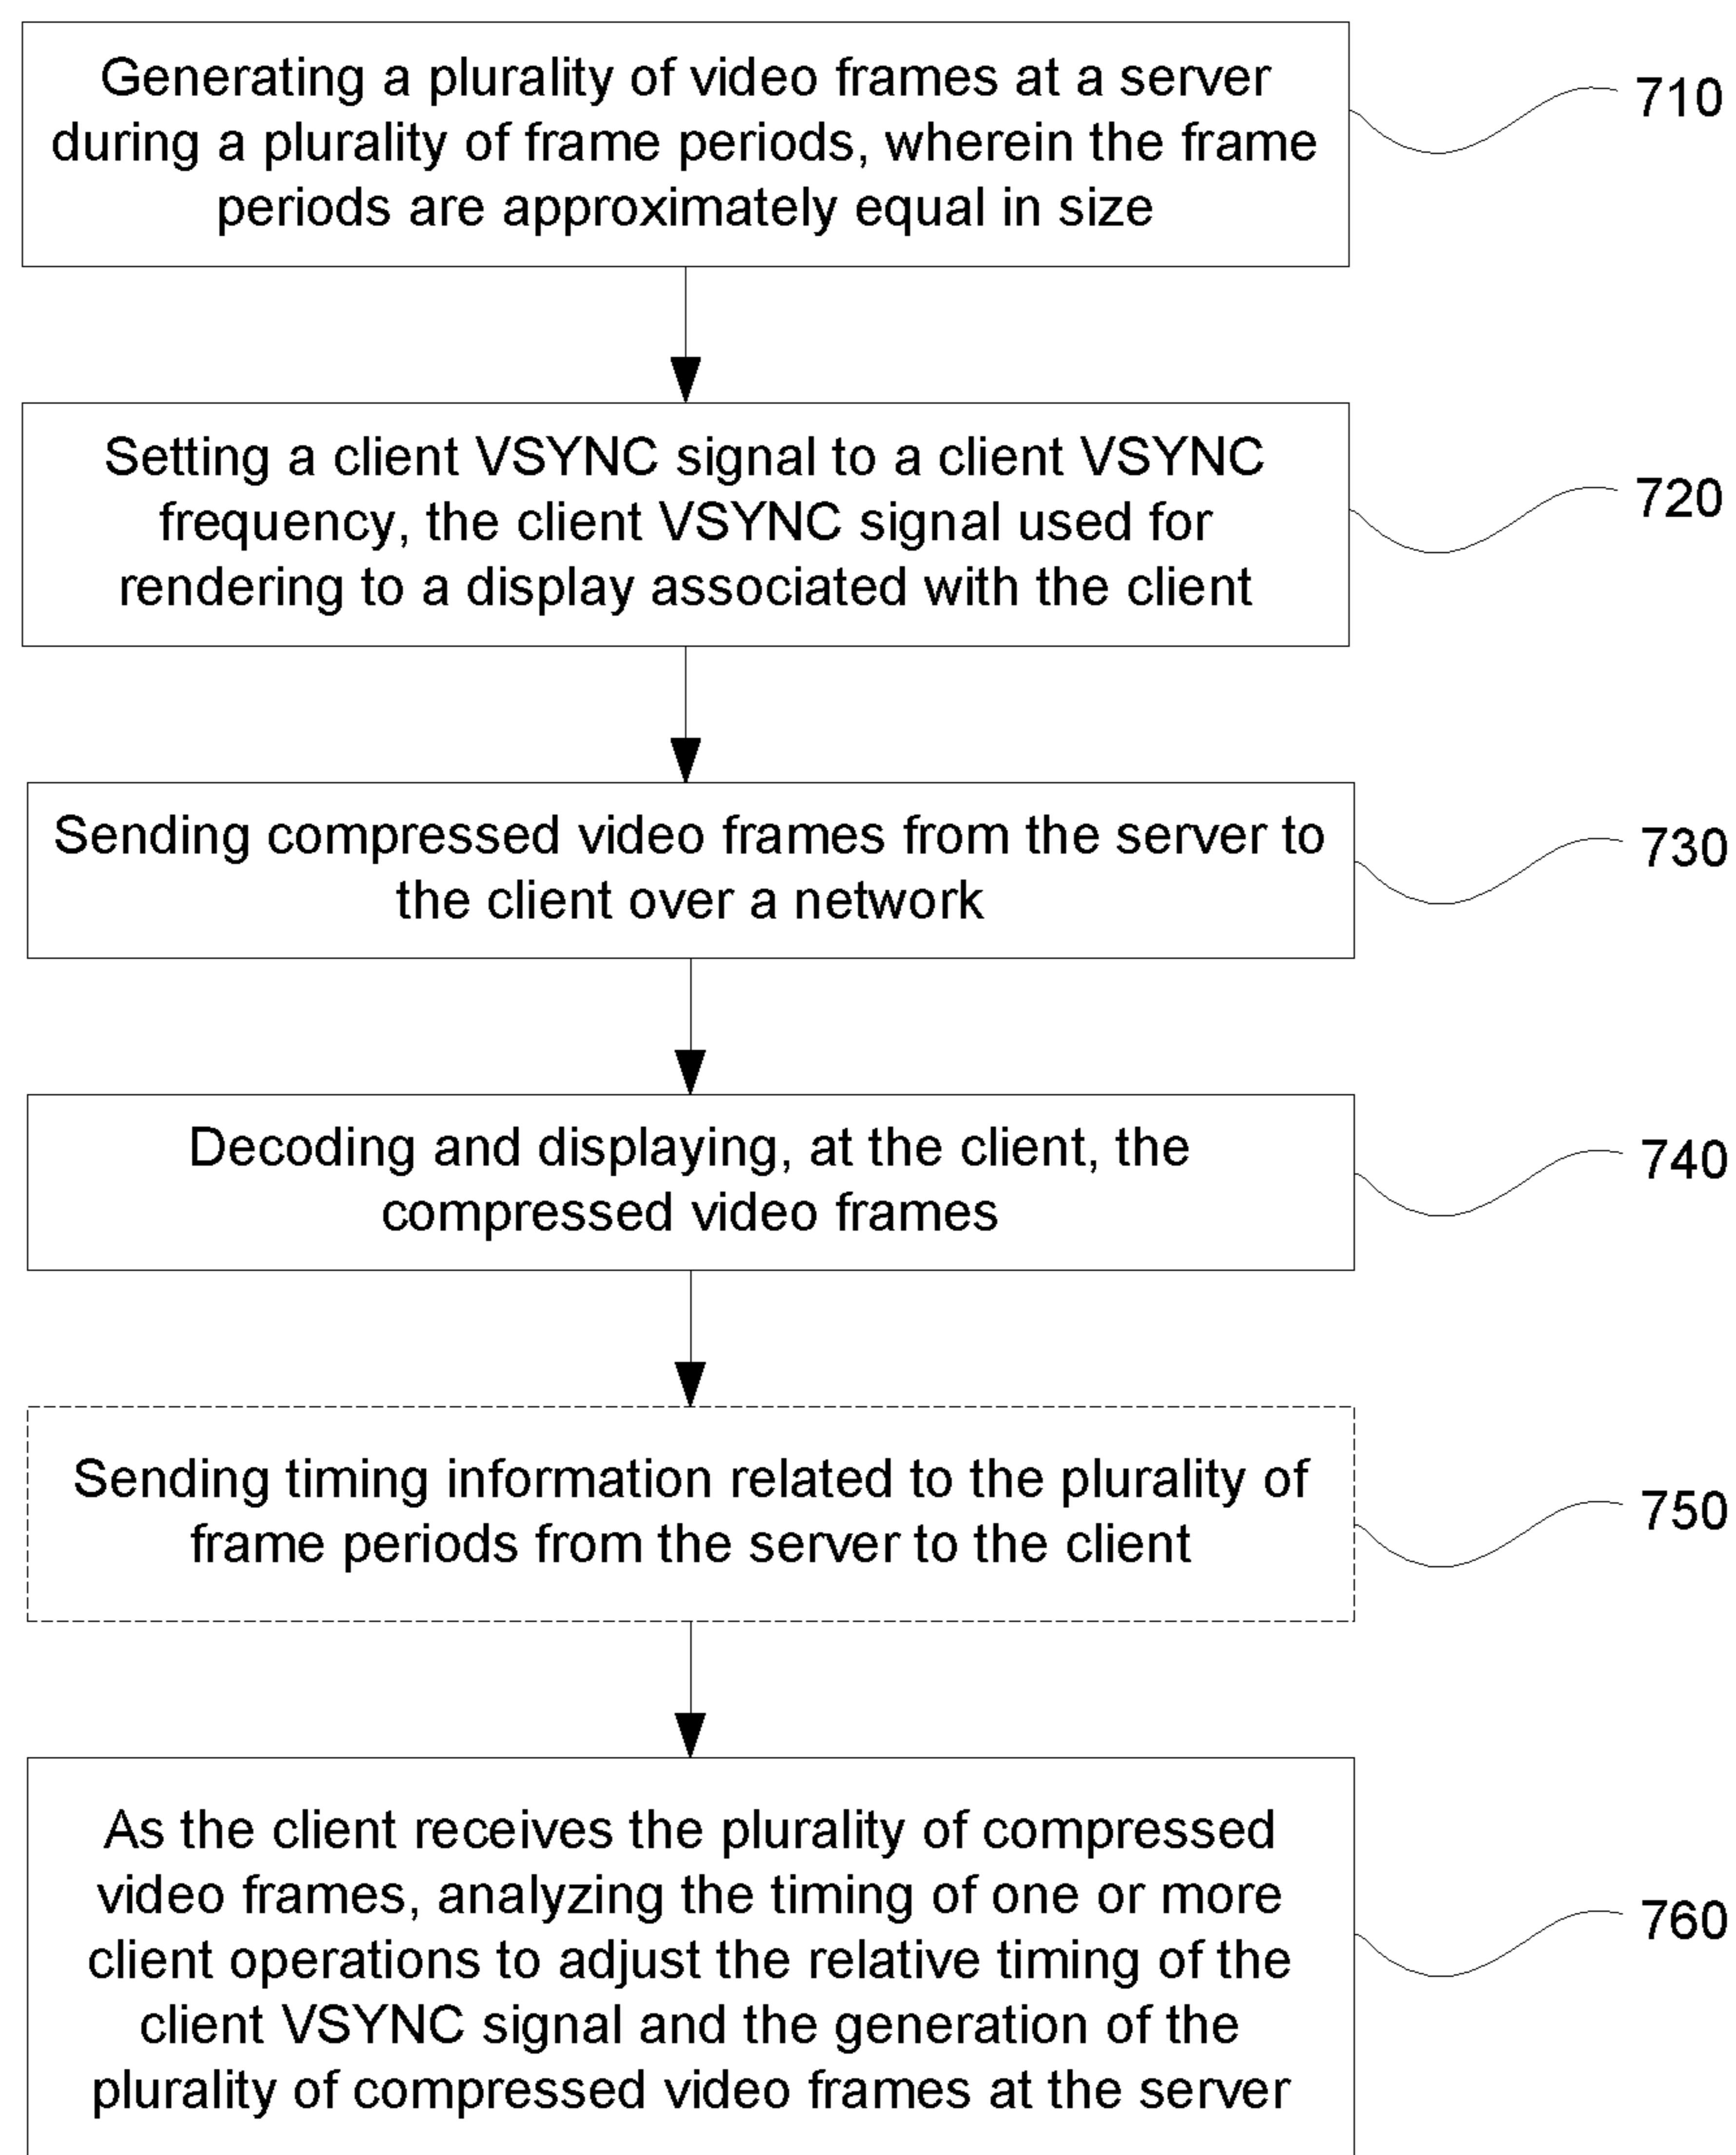 Generating a plurality of video frames at a server
during a plurality of frame periods, wherein the frame
periods are approximately equal in size
710
Setting a client VSYNC signal to a client VSYNC
frequency, the client VSYNC signal used for
rendering to a display associated with the client
720
Sending compressed video frames from the server to
the client over a network
730
Decoding and displaying, at the client, the
compressed video frames
740
Sending timing information related to the plurality of
frame periods from the server to the client
750
As the client receives the plurality of compressed
video frames, analyzing the timing of one or more
client operations to adjust the relative timing of the
client VSYNC signal and the generation of the
plurality of compressed video frames at the server
760